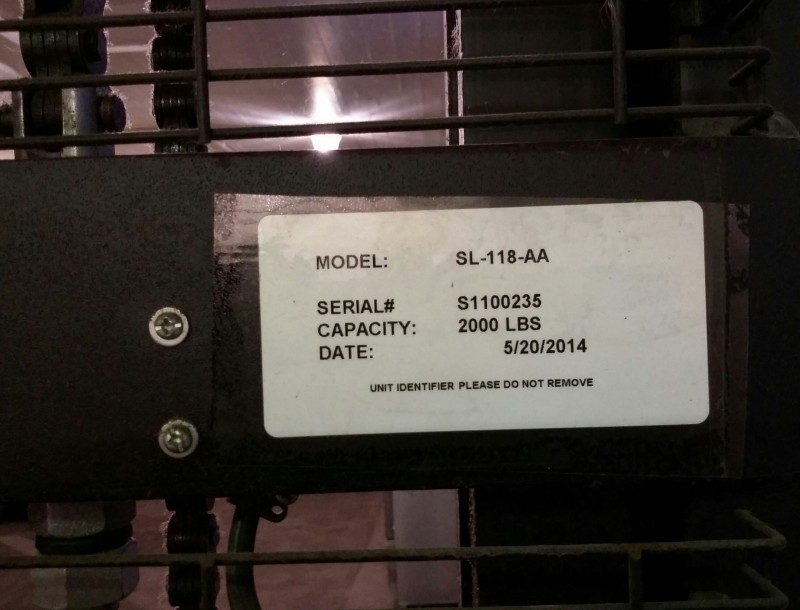 MODEL: SL-118-AA
SERIAL# S1100235
CAPACITY: 2000 LBS
DATE: 5/20/2014
UNIT IDENTIFIER PLEASE DO NOT REMOVE